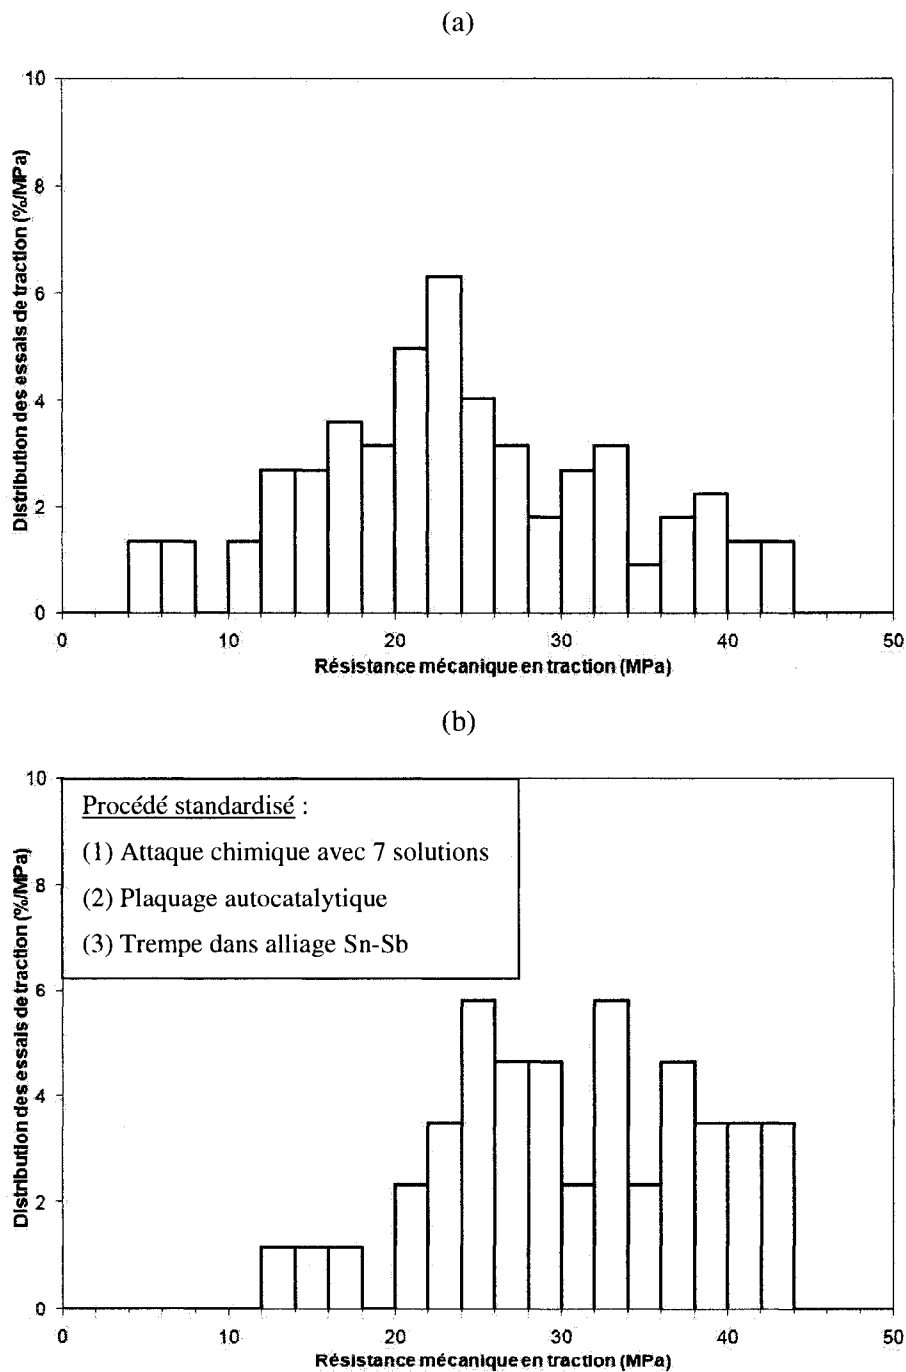 (a)
10
8
6
4
2
0
Distribution des essais de traction (%/MPa)
0 10 20 30 40 50
Résistance mécanique en traction (MPa)
(b)
10
8
6
4
2
0
Distribution des essais de traction (%/MPa)
Procédé standardisé :
(1) Attaque chimique avec 7 solutions
(2) Plaquage autocatalytique
(3) Trempe dans alliage Sn-Sb
0 10 20 30 40 50
Résistance mécanique en traction (MPa)